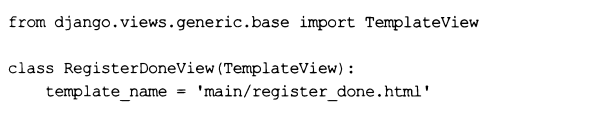 from django.views.generic.base import TemplateView

class RegisterDoneView(TemplateView):
    template_name = 'main/register_done.html'